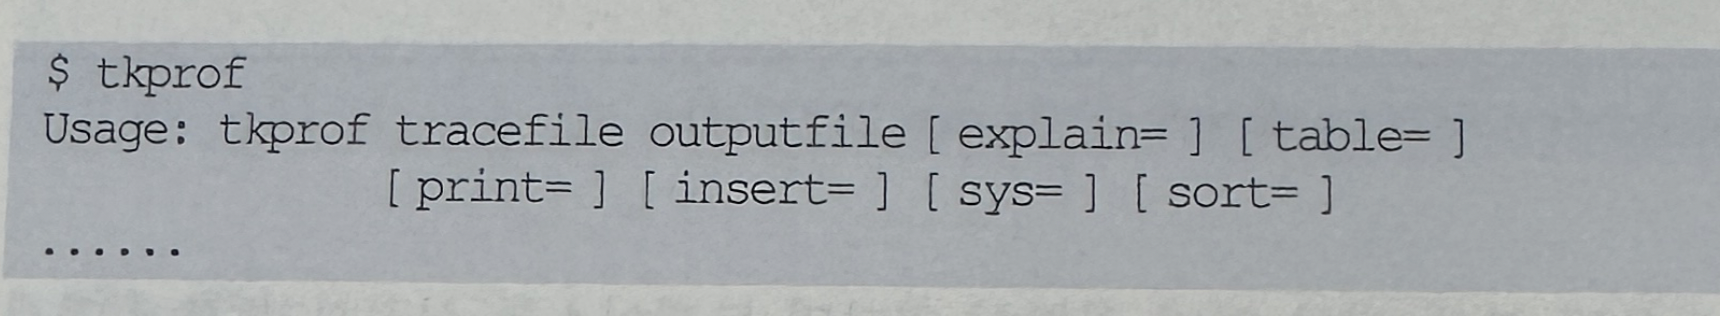 $ tkprof
Usage: tkprof tracefile outputfile [ explain= ] [ table= ]
[ print= ] [ insert= ] [ sys= ] [ sort= ]
......